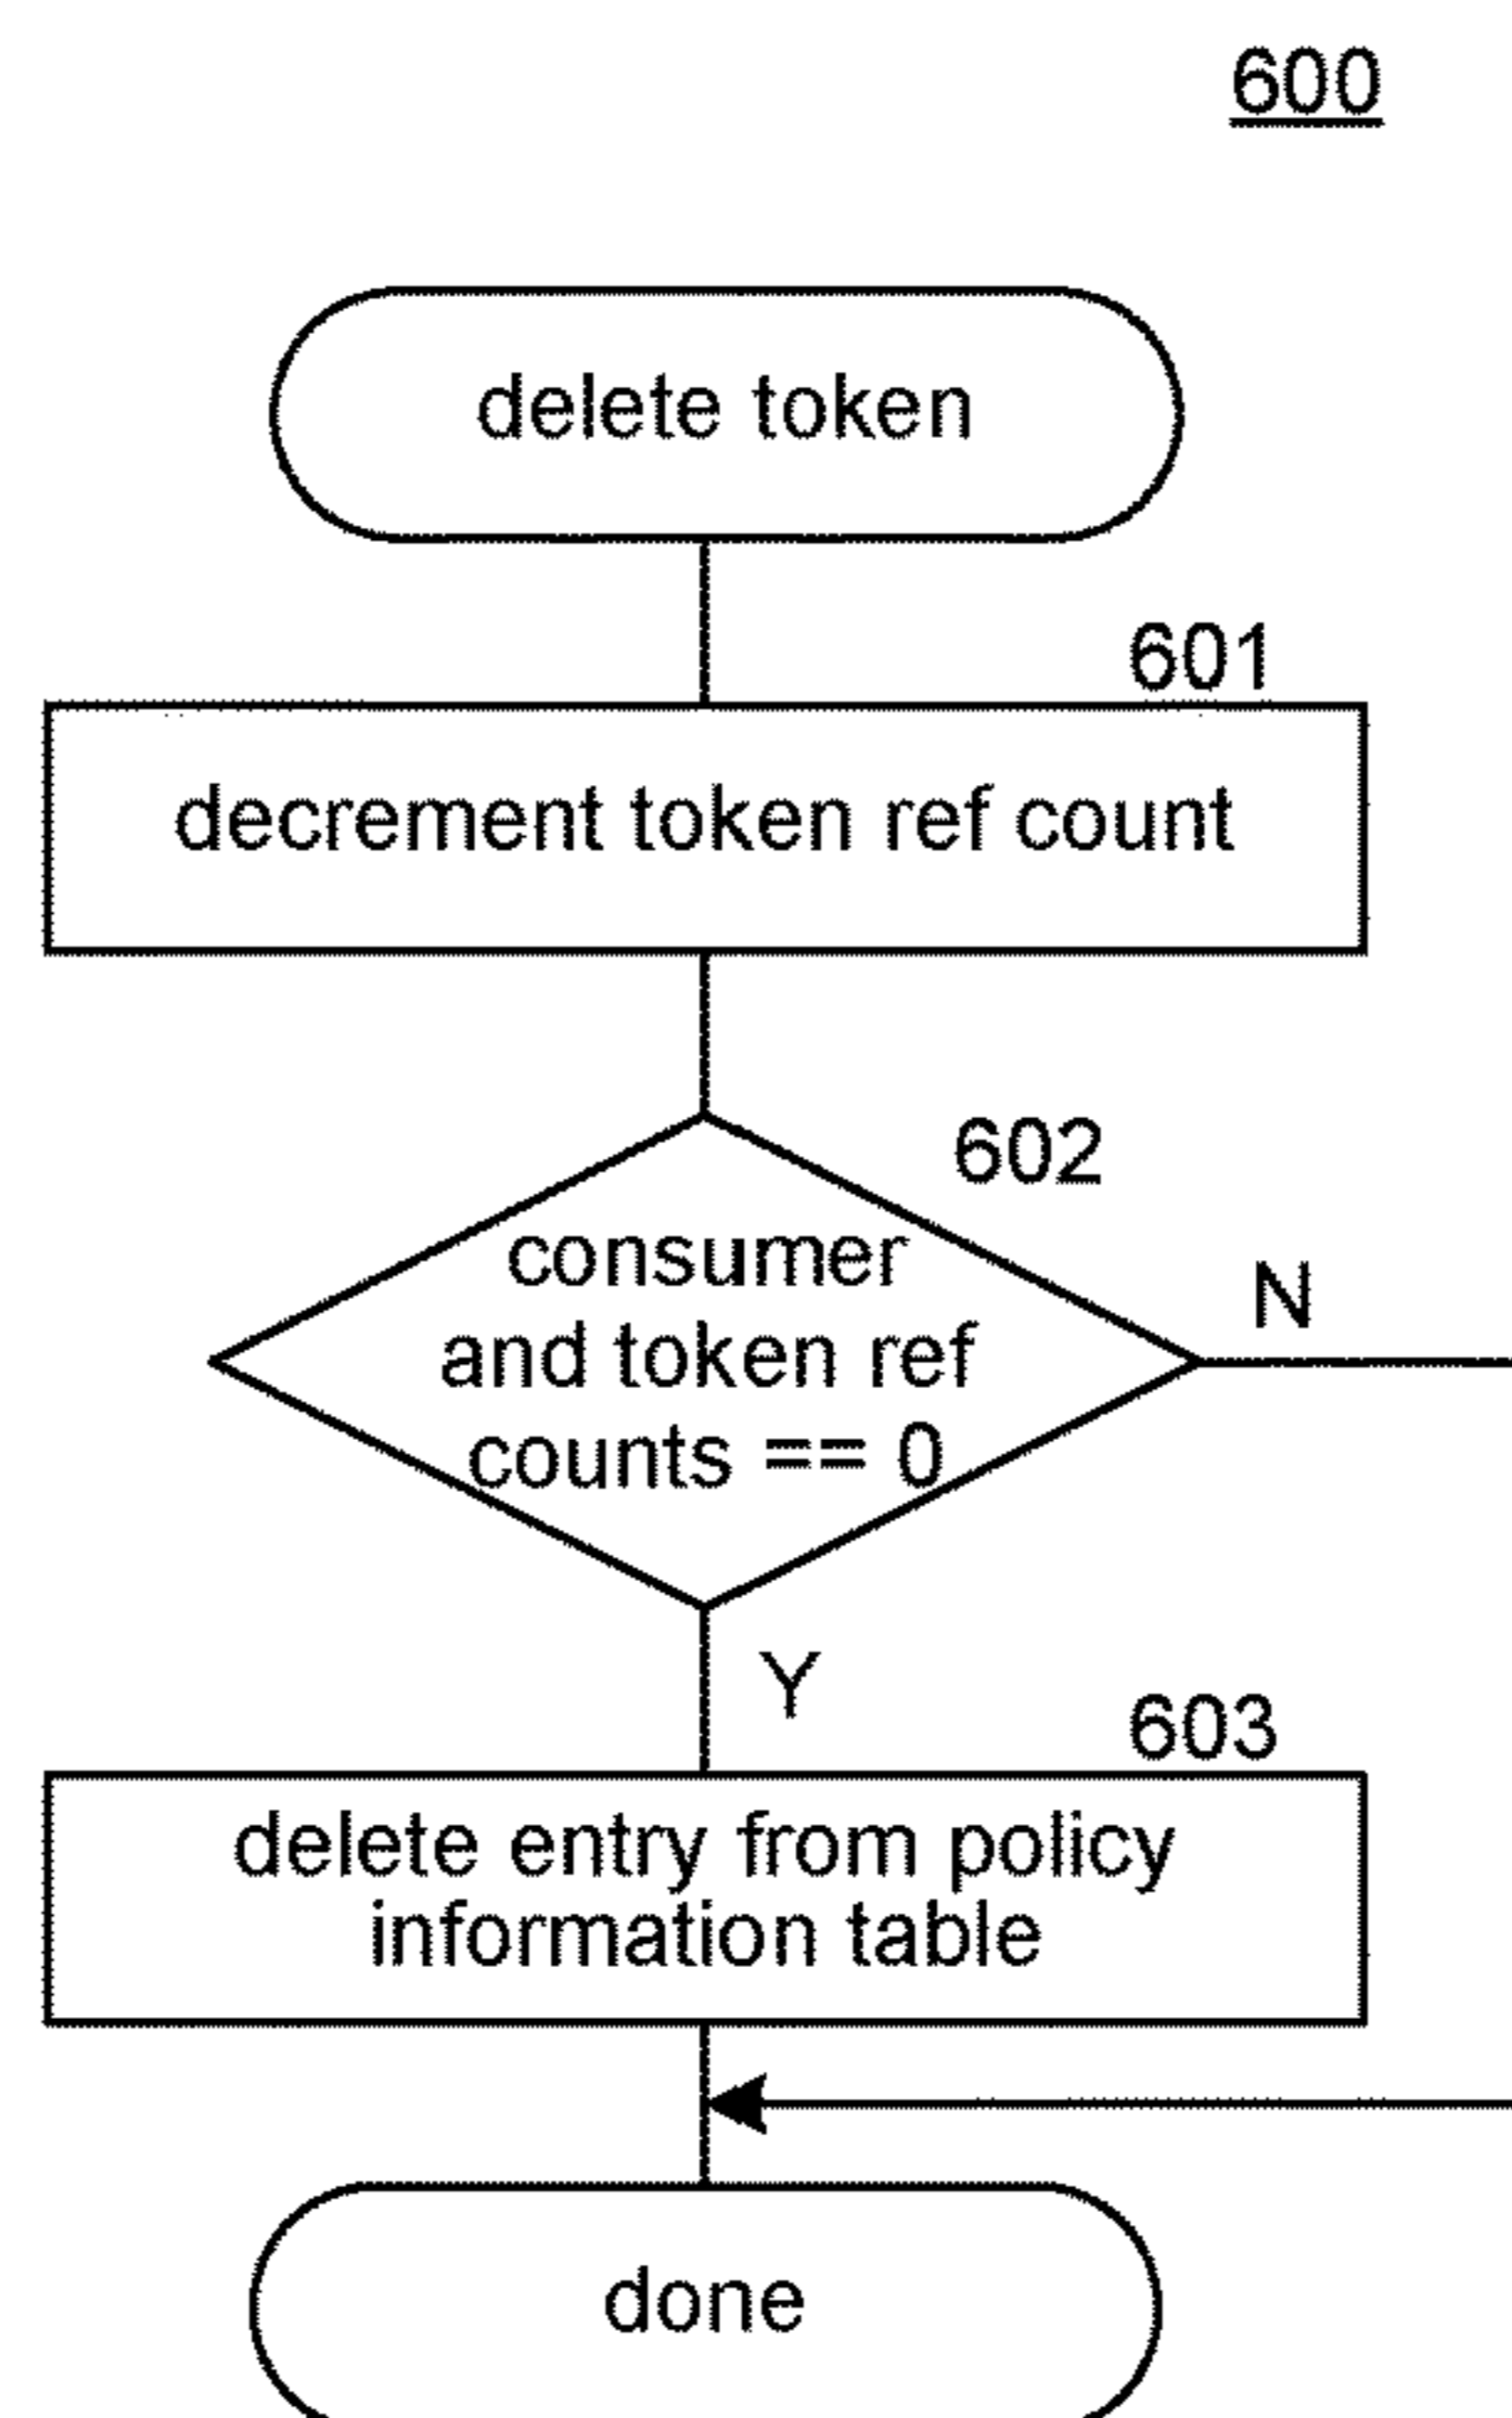 600
delete token
601
decrement token ref count
602
consumer
and token ref
counts == 0
N
Y
603
delete entry from policy
information table
done